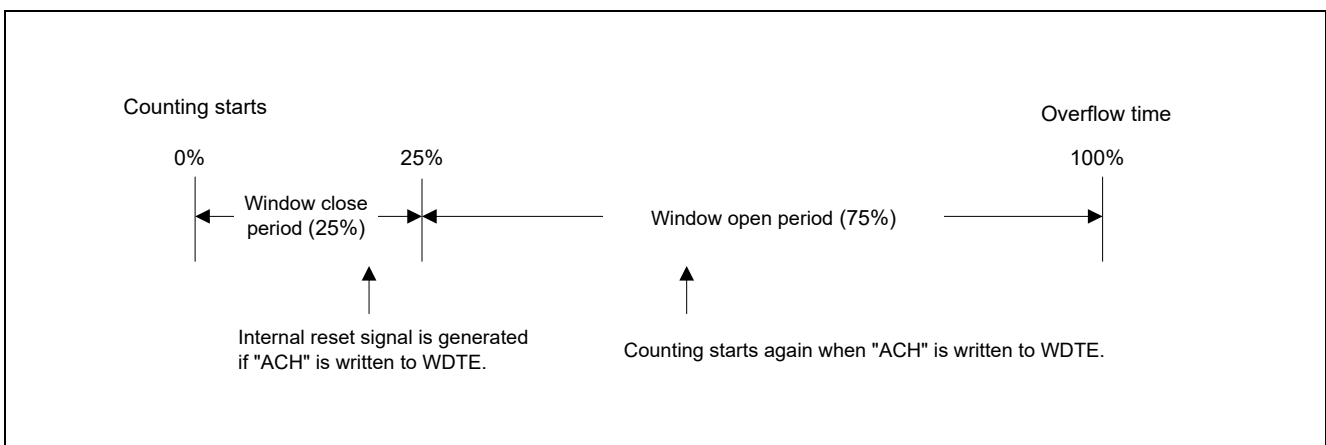 Counting starts
Overflow time
0%
25%
100%
Window close
period (25%)
Window open period (75%)
Internal reset signal is generated
if "ACH" is written to WDTE.
Counting starts again when "ACH" is written to WDTE.